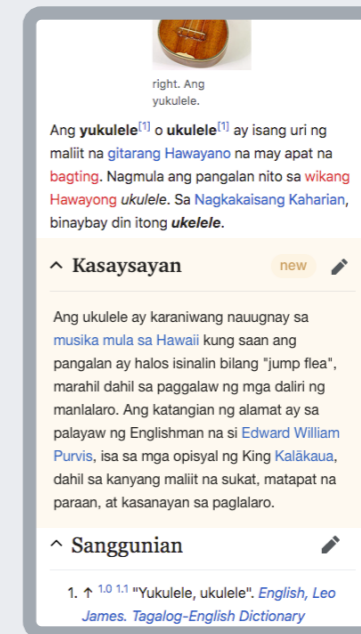 right. Ang
yukulele.
Ang yukulele[1] o ukulele[1] ay isang uri ng
maliit na gitarang Hawayano na may apat na
bagting. Nagmula ang pangalan nito sa wikang
Hawayong ukulele. Sa Nagkakaisang Kaharian,
binaybay din itong ukelele.
Kasaysayan new
Ang ukulele ay karaniwang nauugnay sa
musika mula sa Hawaii kung saan ang
pangalan ay halos isinalin bilang "jump flea",
marahil dahil sa paggalaw ng mga daliri ng
manlalaro. Ang katangian ng alamat ay sa
palayaw ng Englishman na si Edward William
Purvis, isa sa mga opisyal ng King Kalākaua,
dahil sa kanyang maliit na sukat, matapat na
paraan, at kasanayan sa paglalaro.
Sanggunian
1. ↑ 1.0 1.1 "Yukulele, ukulele". English, Leo
James. Tagalog-English Dictionary